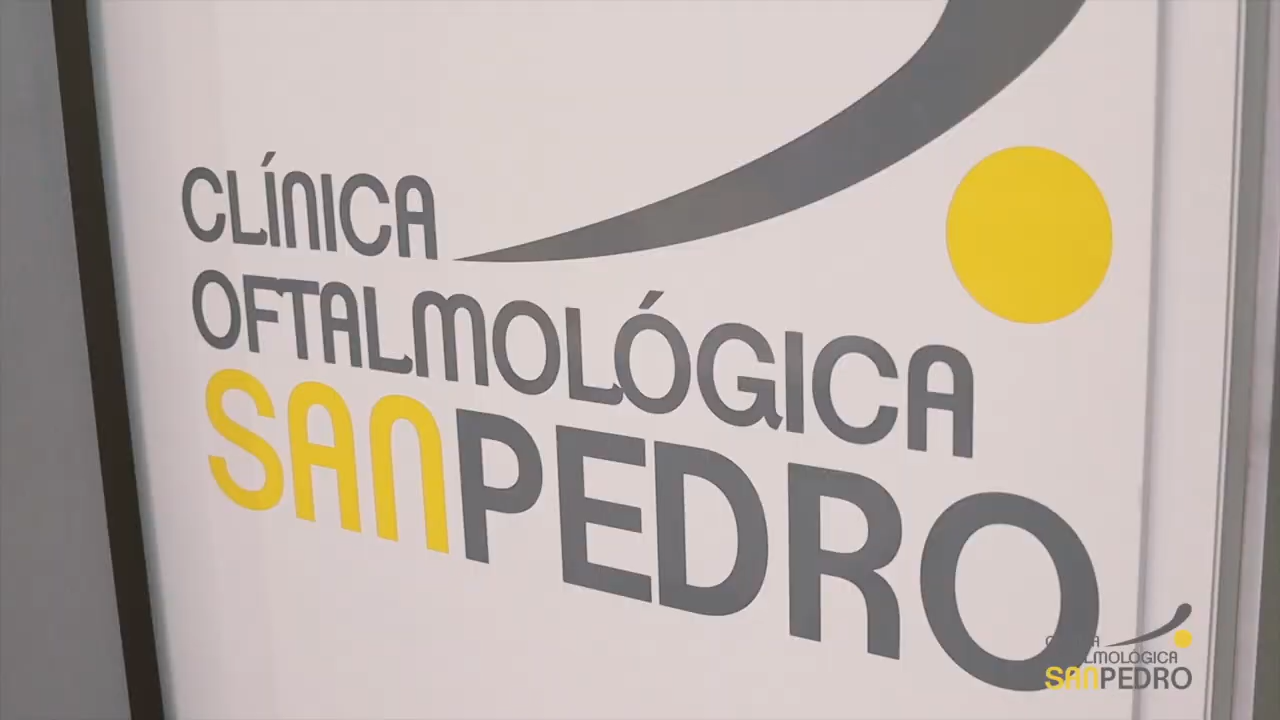 CLÍNICA
OFTALMOLÓGICA
SANPEDRO
OFTALMOLÓGICA
SANPEDRO